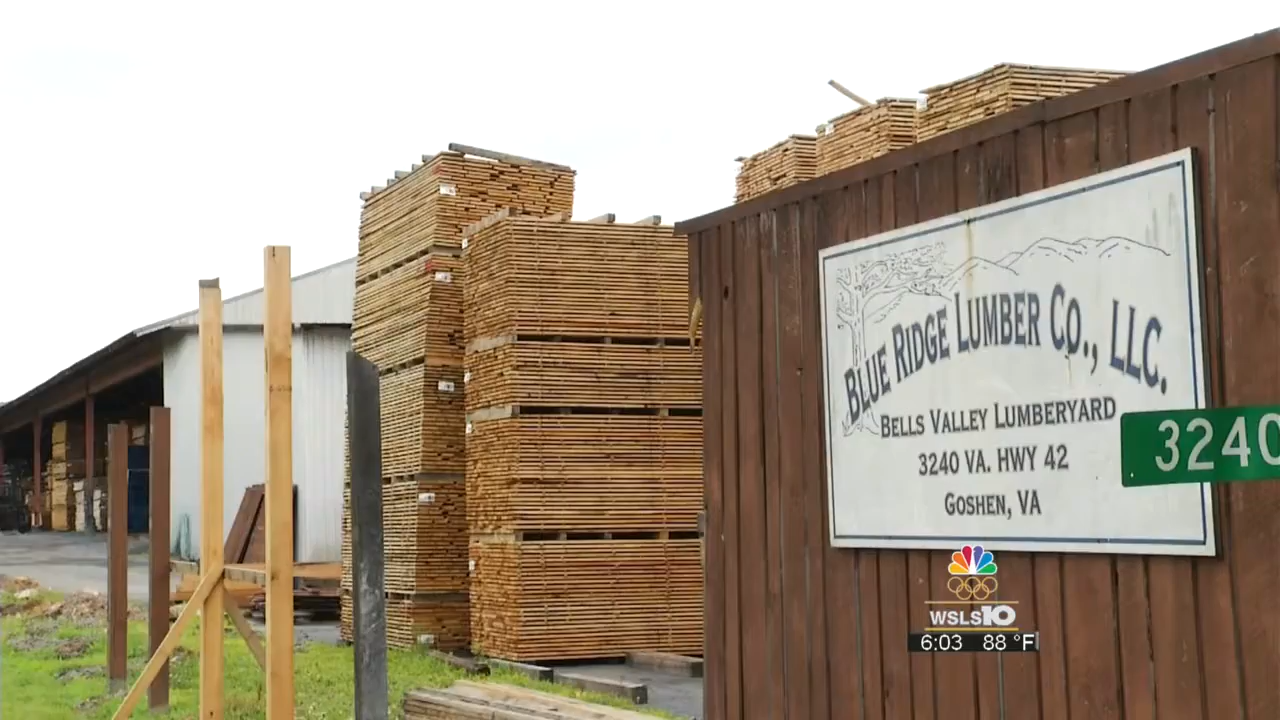 BLUE RIDGE LUMBER CO., LLC.
BELLS VALLEY LUMBERYARD
3240 VA. HWY 42
GOSHEN, VA
3240
WSLS10
6:03 88 °F